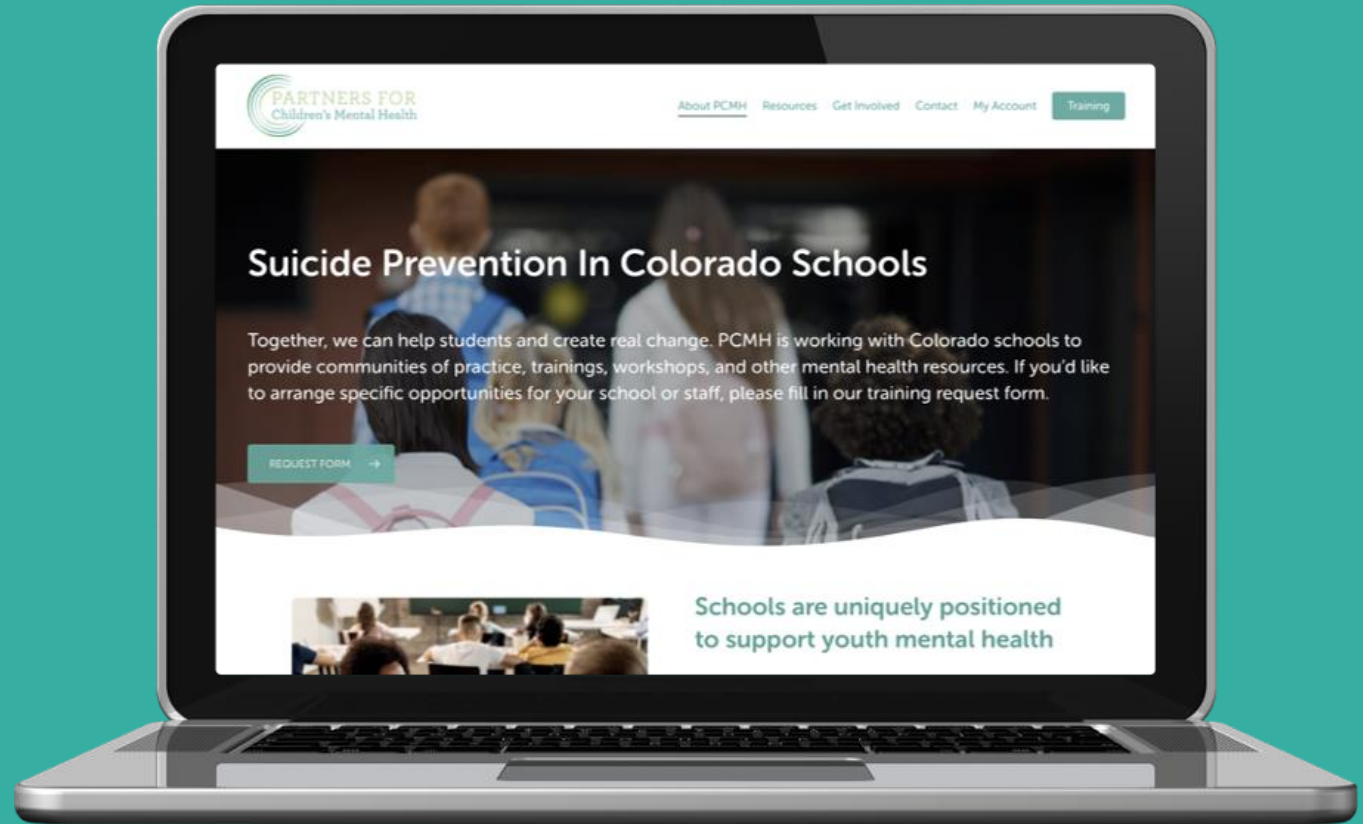 PARTNERS FOR
Children's Mental Health
About PCMH Resources Get Involved Contact My Account Training
Suicide Prevention In Colorado Schools
Together, we can help students and create real change. PCMH is working with Colorado schools to
provide communities of practice, trainings, workshops, and other mental health resources. If you'd like
to arrange specific opportunities for your school or staff, please fill in our training request form.
REQUEST FORM →
Schools are uniquely positioned
to support youth mental health